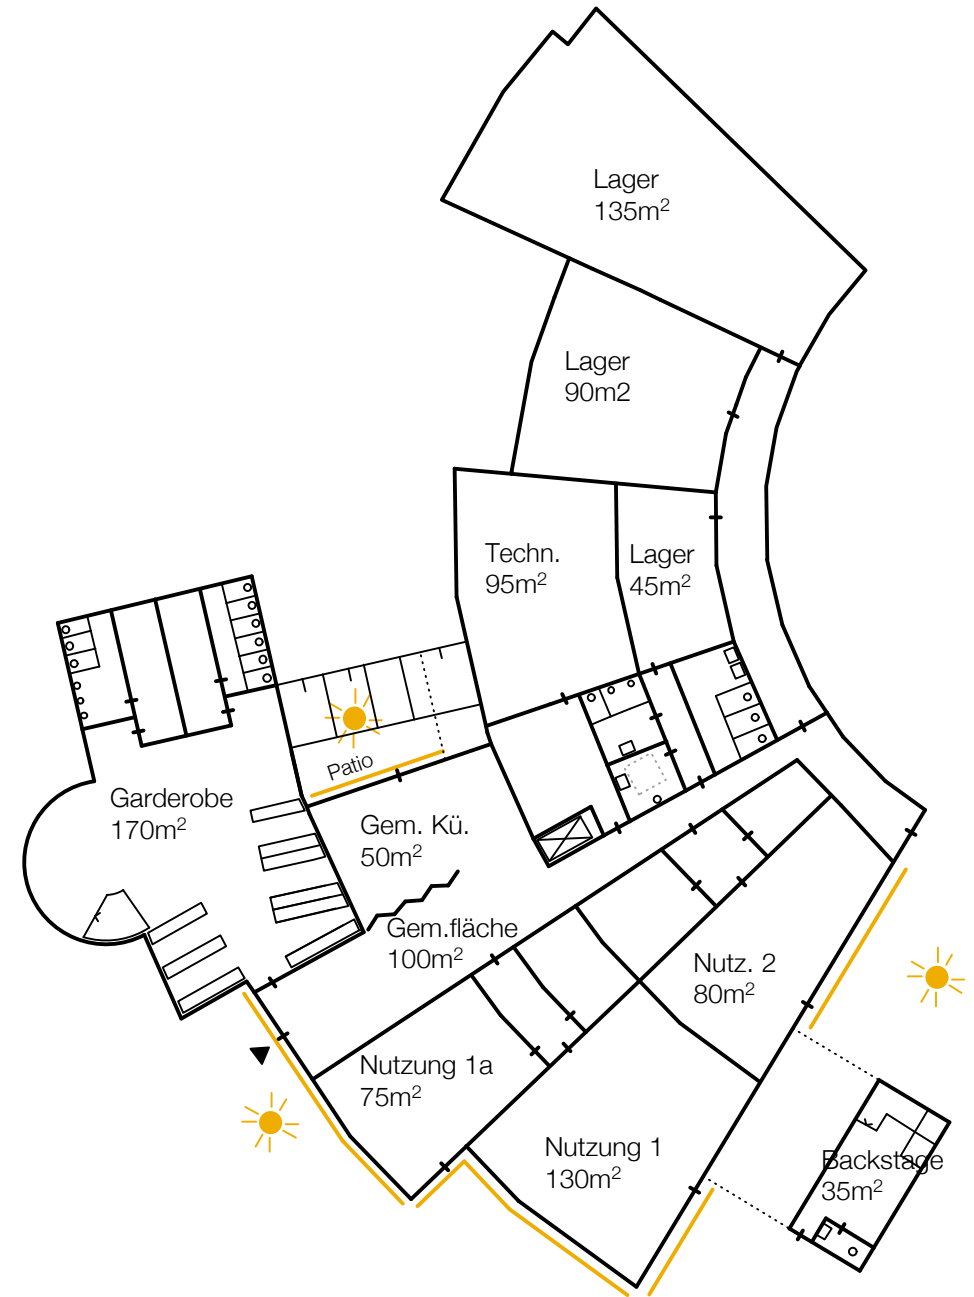 Lager
135m²
Lager
90m2
Techn.
95m²
Lager
45m²
Patio
Garderobe
170m²
Gem. Kü.
50m²
Gem.fläche
100m²
Nutz. 2
80m²
Nutzung 1a
75m²
Nutzung 1
130m²
Backstage
35m²